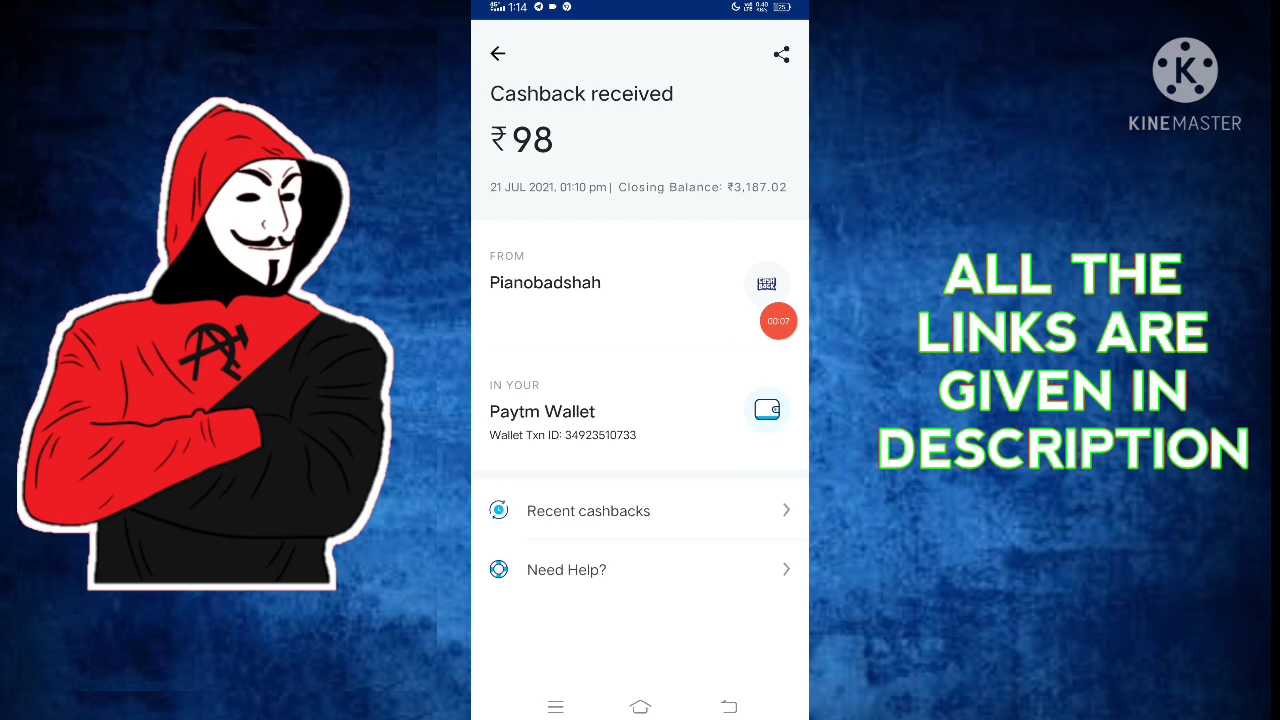 1:14
Cashback received
₹98
21 JUL 2021, 01:10 pm | Closing Balance: ₹3,187.02
FROM
Pianobadshah
CASH BACK
00:07
IN YOUR
Paytm Wallet
Wallet Txn ID: 34923510733
Recent cashbacks
Need Help?
K
KINEMASTER
ALL THE
LINKS ARE
GIVEN IN
DESCRIPTION